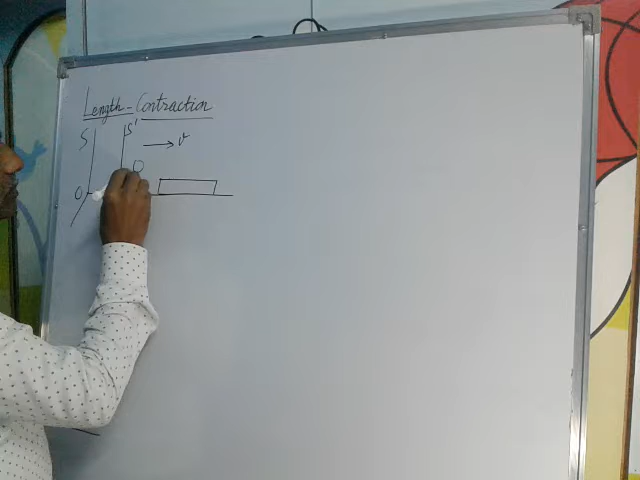 Length-Contraction
S S' → v
O O